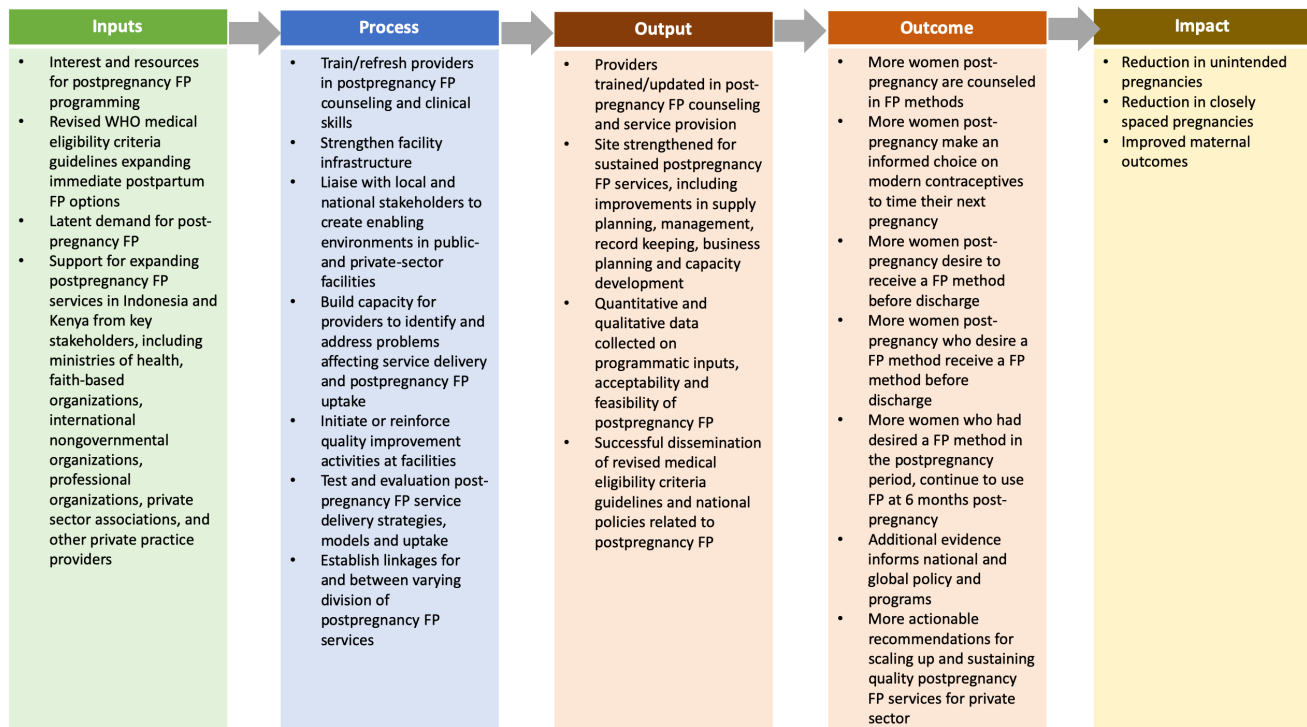 Inputs
• Interest and resources
for postpregnancy FP
programming
• Revised WHO medical
eligibility criteria
guidelines expanding
immediate postpartum
FP options
• Latent demand for post-
pregnancy FP
• Support for expanding
postpregnancy FP
services in Indonesia and
Kenya from key
stakeholders, including
ministries of health,
faith-based
organizations,
international
nongovernmental
organizations,
professional
organizations, private
sector associations, and
other private practice
providers
Process
• Train/refresh providers
in postpregnancy FP
counseling and clinical
skills
• Strengthen facility
infrastructure
• Liaise with local and
national stakeholders to
create enabling
environments in public-
and private-sector
facilities
• Build capacity for
providers to identify and
address problems
affecting service delivery
and postpregnancy FP
uptake
• Initiate or reinforce
quality improvement
activities at facilities
• Test and evaluation post-
pregnancy FP service
delivery strategies,
models and uptake
• Establish linkages for
and between varying
division of
postpregnancy FP
services
Output
• Providers
trained/updated in post-
pregnancy FP counseling
and service provision
• Site strengthened for
sustained postpregnancy
FP services, including
improvements in supply
planning, management,
record keeping, business
planning and capacity
development
• Quantitative and
qualitative data
collected on
programmatic inputs,
acceptability and
feasibility of
postpregnancy FP
• Successful dissemination
of revised medical
eligibility criteria
guidelines and national
policies related to
postpregnancy FP
Outcome
• More women post-
pregnancy are counseled
in FP methods
• More women post-
pregnancy make an
informed choice on
modern contraceptives
to time their next
pregnancy
• More women post-
pregnancy desire to
receive a FP method
before discharge
• More women post-
pregnancy who desire a
FP method receive a FP
method before
discharge
• More women who had
desired a FP method in
the postpregnancy
period, continue to use
FP at 6 months post-
pregnancy
• Additional evidence
informs national and
global policy and
programs
• More actionable
recommendations for
scaling up and sustaining
quality postpregnancy
FP services for private
sector
Impact
• Reduction in unintended
pregnancies
• Reduction in closely
spaced pregnancies
• Improved maternal
outcomes